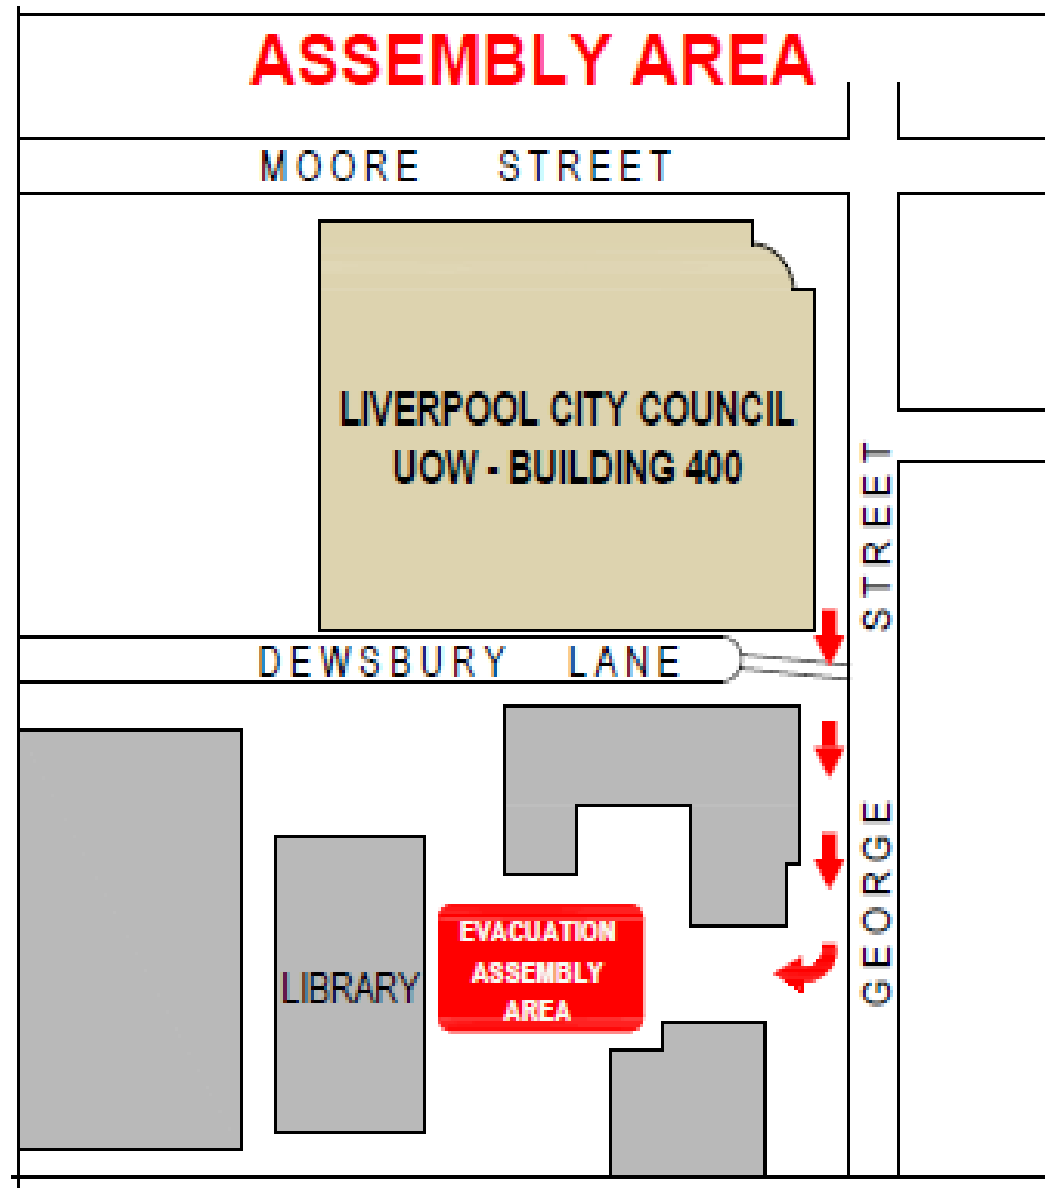 ASSEMBLY AREA
MOORE STREET
LIVERPOOL CITY COUNCIL
UOW - BUILDING 400
DEWSBURY LANE
GEORGE STREET
EVACUATION
ASSEMBLY
AREA
LIBRARY